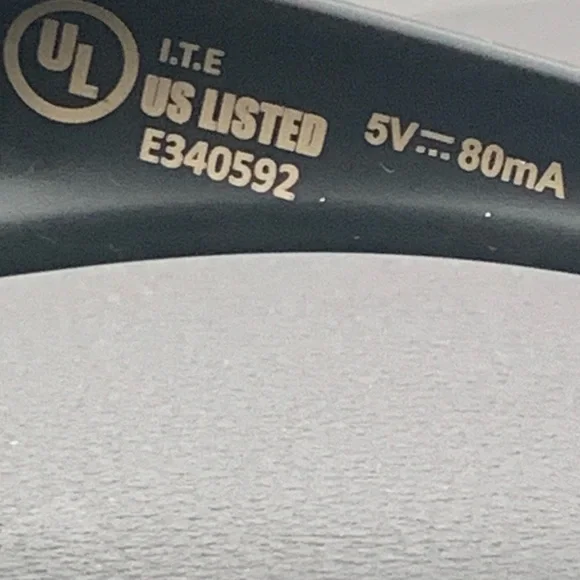 UL
I.T.E
US LISTED
E340592
5V⎓80mA